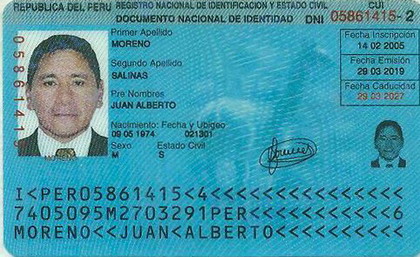 REPUBLICA DEL PERU REGISTRO NACIONAL DE IDENTIFICACION Y ESTADO CIVIL CUI
DOCUMENTO NACIONAL DE IDENTIDAD DNI 05861415-2
Primer Apellido
MORENO
Segundo Apellido
SALINAS
Pre Nombres
JUAN ALBERTO
Nacimiento: Fecha y Ubigeo
09 05 1974 021301
Sexo Estado Civil
M S
Fecha Inscripción
14 02 2005
Fecha Emisión
29 03 2019
Fecha Caducidad
29 03 2027
05861415
I<PER05861415<4<<<<<<<<<<<<<<<
7405095M2703291PER<<<<<<<<<<<6
MORENO<<JUAN<ALBERTO<<<<<<<<<<